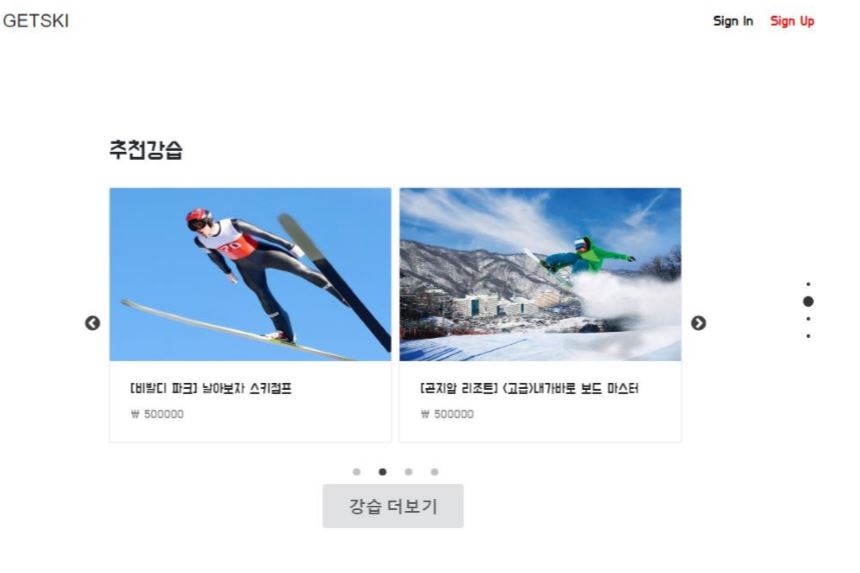 GETSKI
Sign In Sign Up
추천강습
70
[비발디 파크] 날아보자 스키점프
₩ 500000
[곤지암 리조트] (고급)내가바로 보드 마스터
₩ 500000
강습 더보기